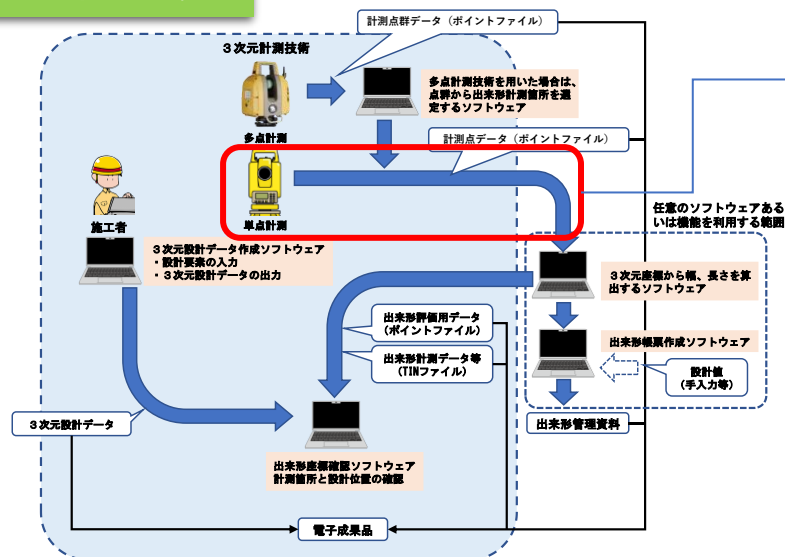 計測点群データ（ポイントファイル）
３次元計測技術
多点計測技術を用いた場合は、
点群から出来形計測箇所を選
定するソフトウェア
多点計測
計測点データ（ポイントファイル）
単点計測
施工者
任意のソフトウェアある
いは機能を利用する範囲
３次元設計データ作成ソフトウェア
・設計要素の入力
・３次元設計データの出力
３次元座標から幅、長さを算
出するソフトウェア
出来形評価用データ
（ポイントファイル）
出来形計測データ等
（TINファイル）
出来形帳票作成ソフトウェア
設計値
（手入力等）
３次元設計データ
出来形管理資料
出来形座標確認ソフトウェア
計測箇所と設計位置の確認
電子成果品